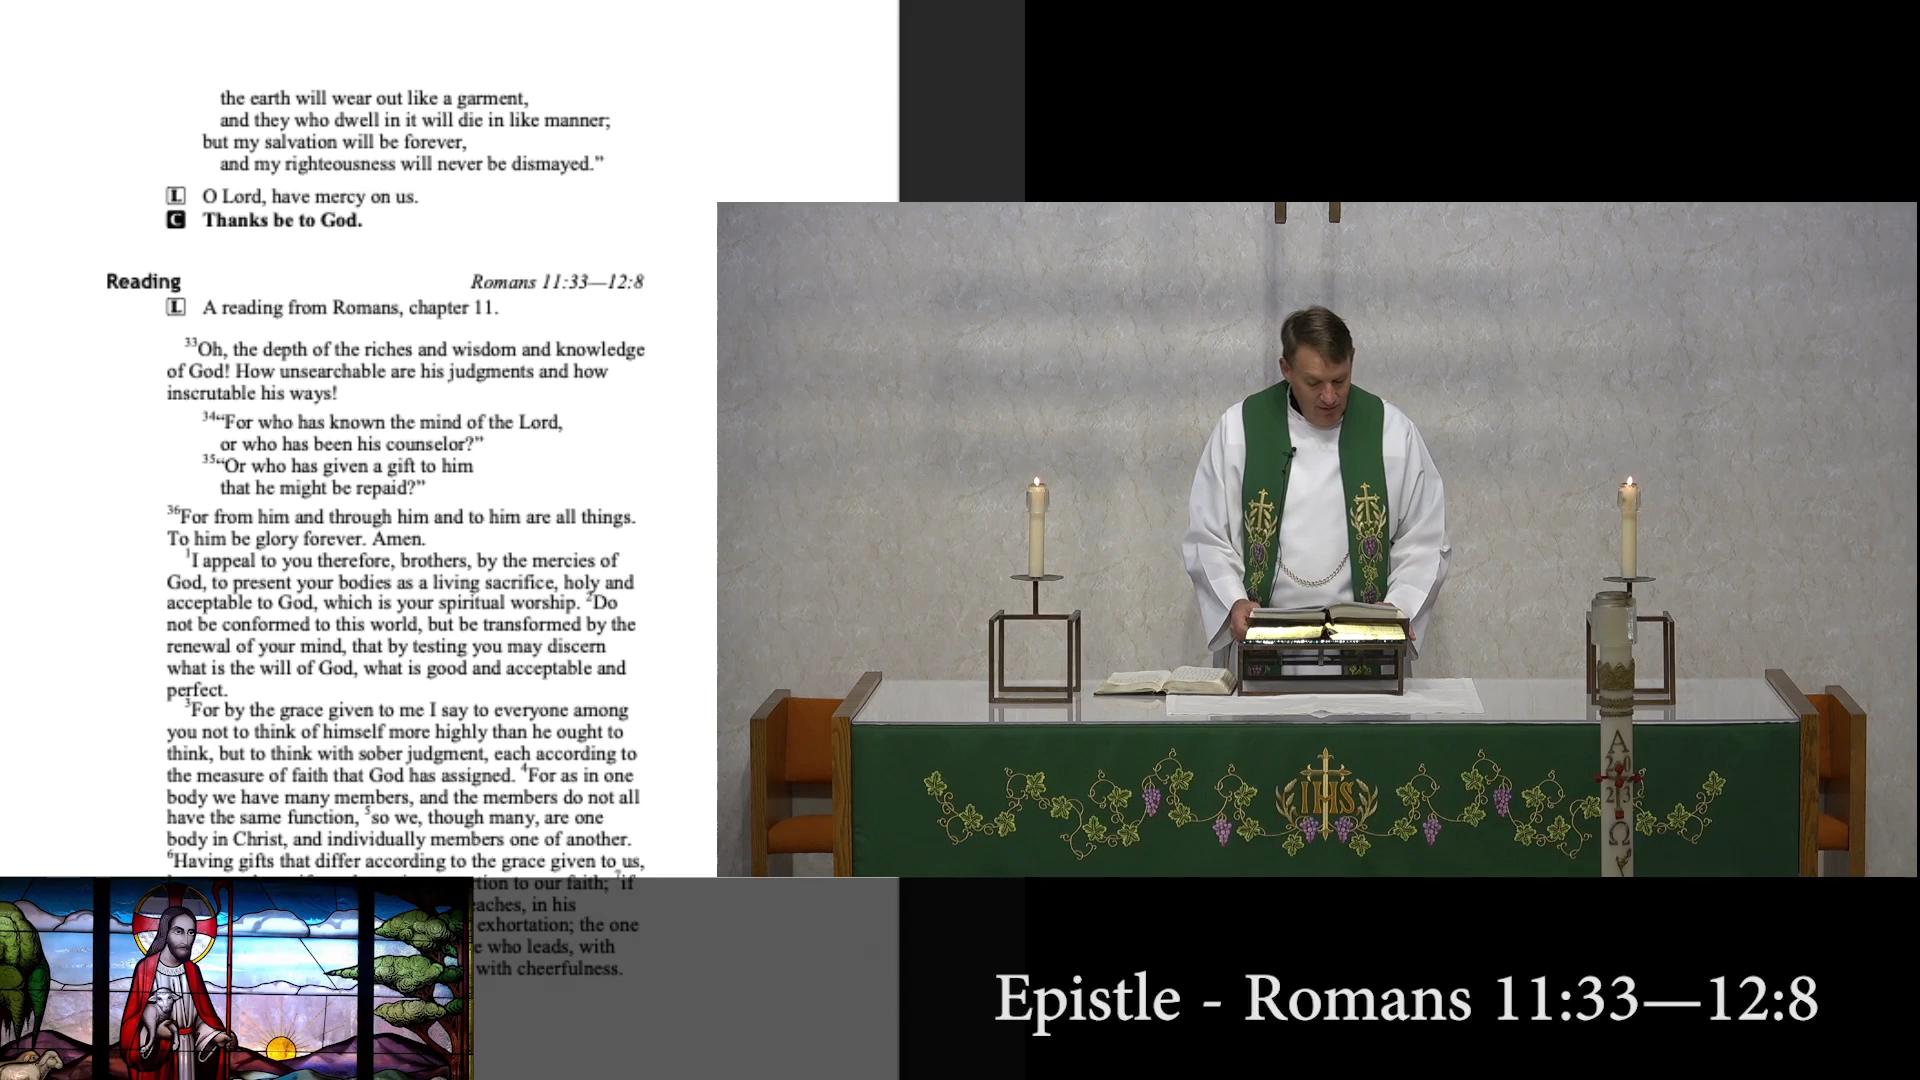 the earth will wear out like a garment,
and they who dwell in it will die in like manner;
but my salvation will be forever,
and my righteousness will never be dismayed.”
L O Lord, have mercy on us.
C Thanks be to God.
Reading Romans 11:33—12:8
L A reading from Romans, chapter 11.
33Oh, the depth of the riches and wisdom and knowledge
of God! How unsearchable are his judgments and how
inscrutable his ways!
34“For who has known the mind of the Lord,
or who has been his counselor?”
35“Or who has given a gift to him
that he might be repaid?”
36For from him and through him and to him are all things.
To him be glory forever. Amen.
1I appeal to you therefore, brothers, by the mercies of
God, to present your bodies as a living sacrifice, holy and
acceptable to God, which is your spiritual worship. 2Do
not be conformed to this world, but be transformed by the
renewal of your mind, that by testing you may discern
what is the will of God, what is good and acceptable and
perfect.
3For by the grace given to me I say to everyone among
you not to think of himself more highly than he ought to
think, but to think with sober judgment, each according to
the measure of faith that God has assigned. 4For as in one
body we have many members, and the members do not all
have the same function, 5so we, though many, are one
body in Christ, and individually members one of another.
6Having gifts that differ according to the grace given to us,
to our faith; 7if
in his
exhortation; the one
who leads, with
with cheerfulness.
IHS
Α
20
23
Ω
Epistle - Romans 11:33—12:8